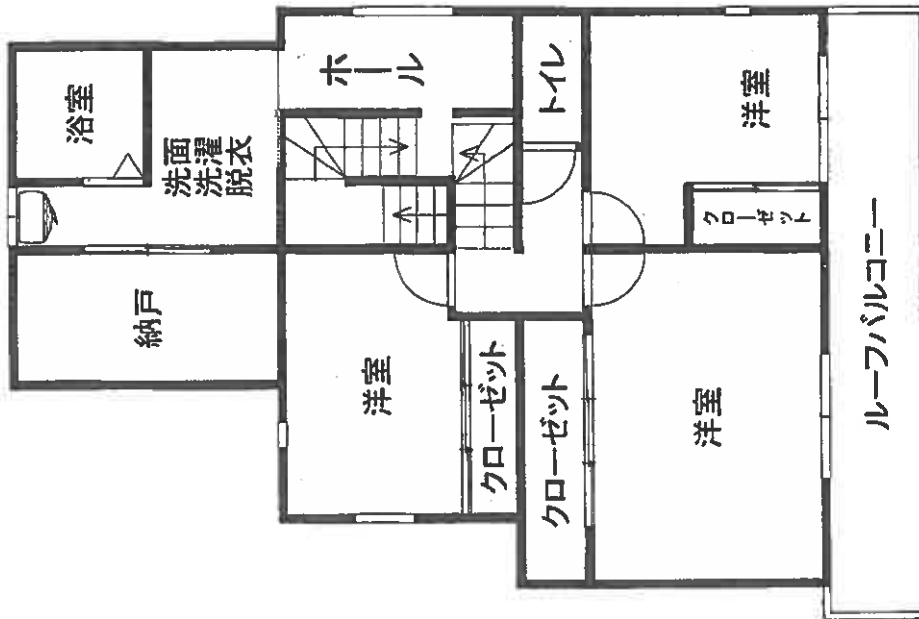 浴室
洗面
洗濯
脱衣
ホール
トイレ
洋室
クローゼット
納戸
洋室
クローゼット
クローゼット
洋室
ルーフバルコニー